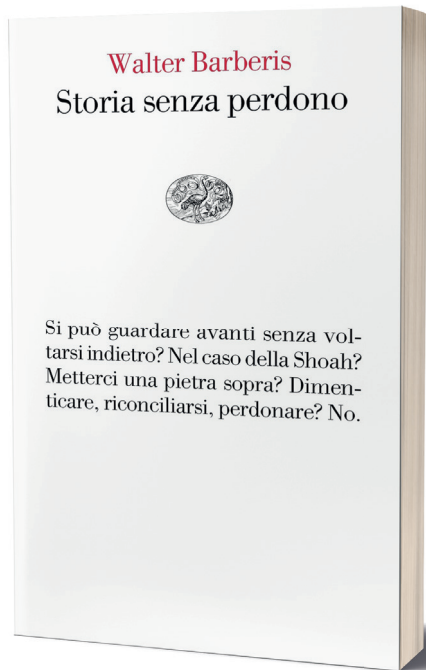 Walter Barberis
Storia senza perdono
Si può guardare avanti senza vol-
tarsi indietro? Nel caso della Shoah?
Metterci una pietra sopra? Dimen-
ticare, riconciliarsi, perdonare? No.